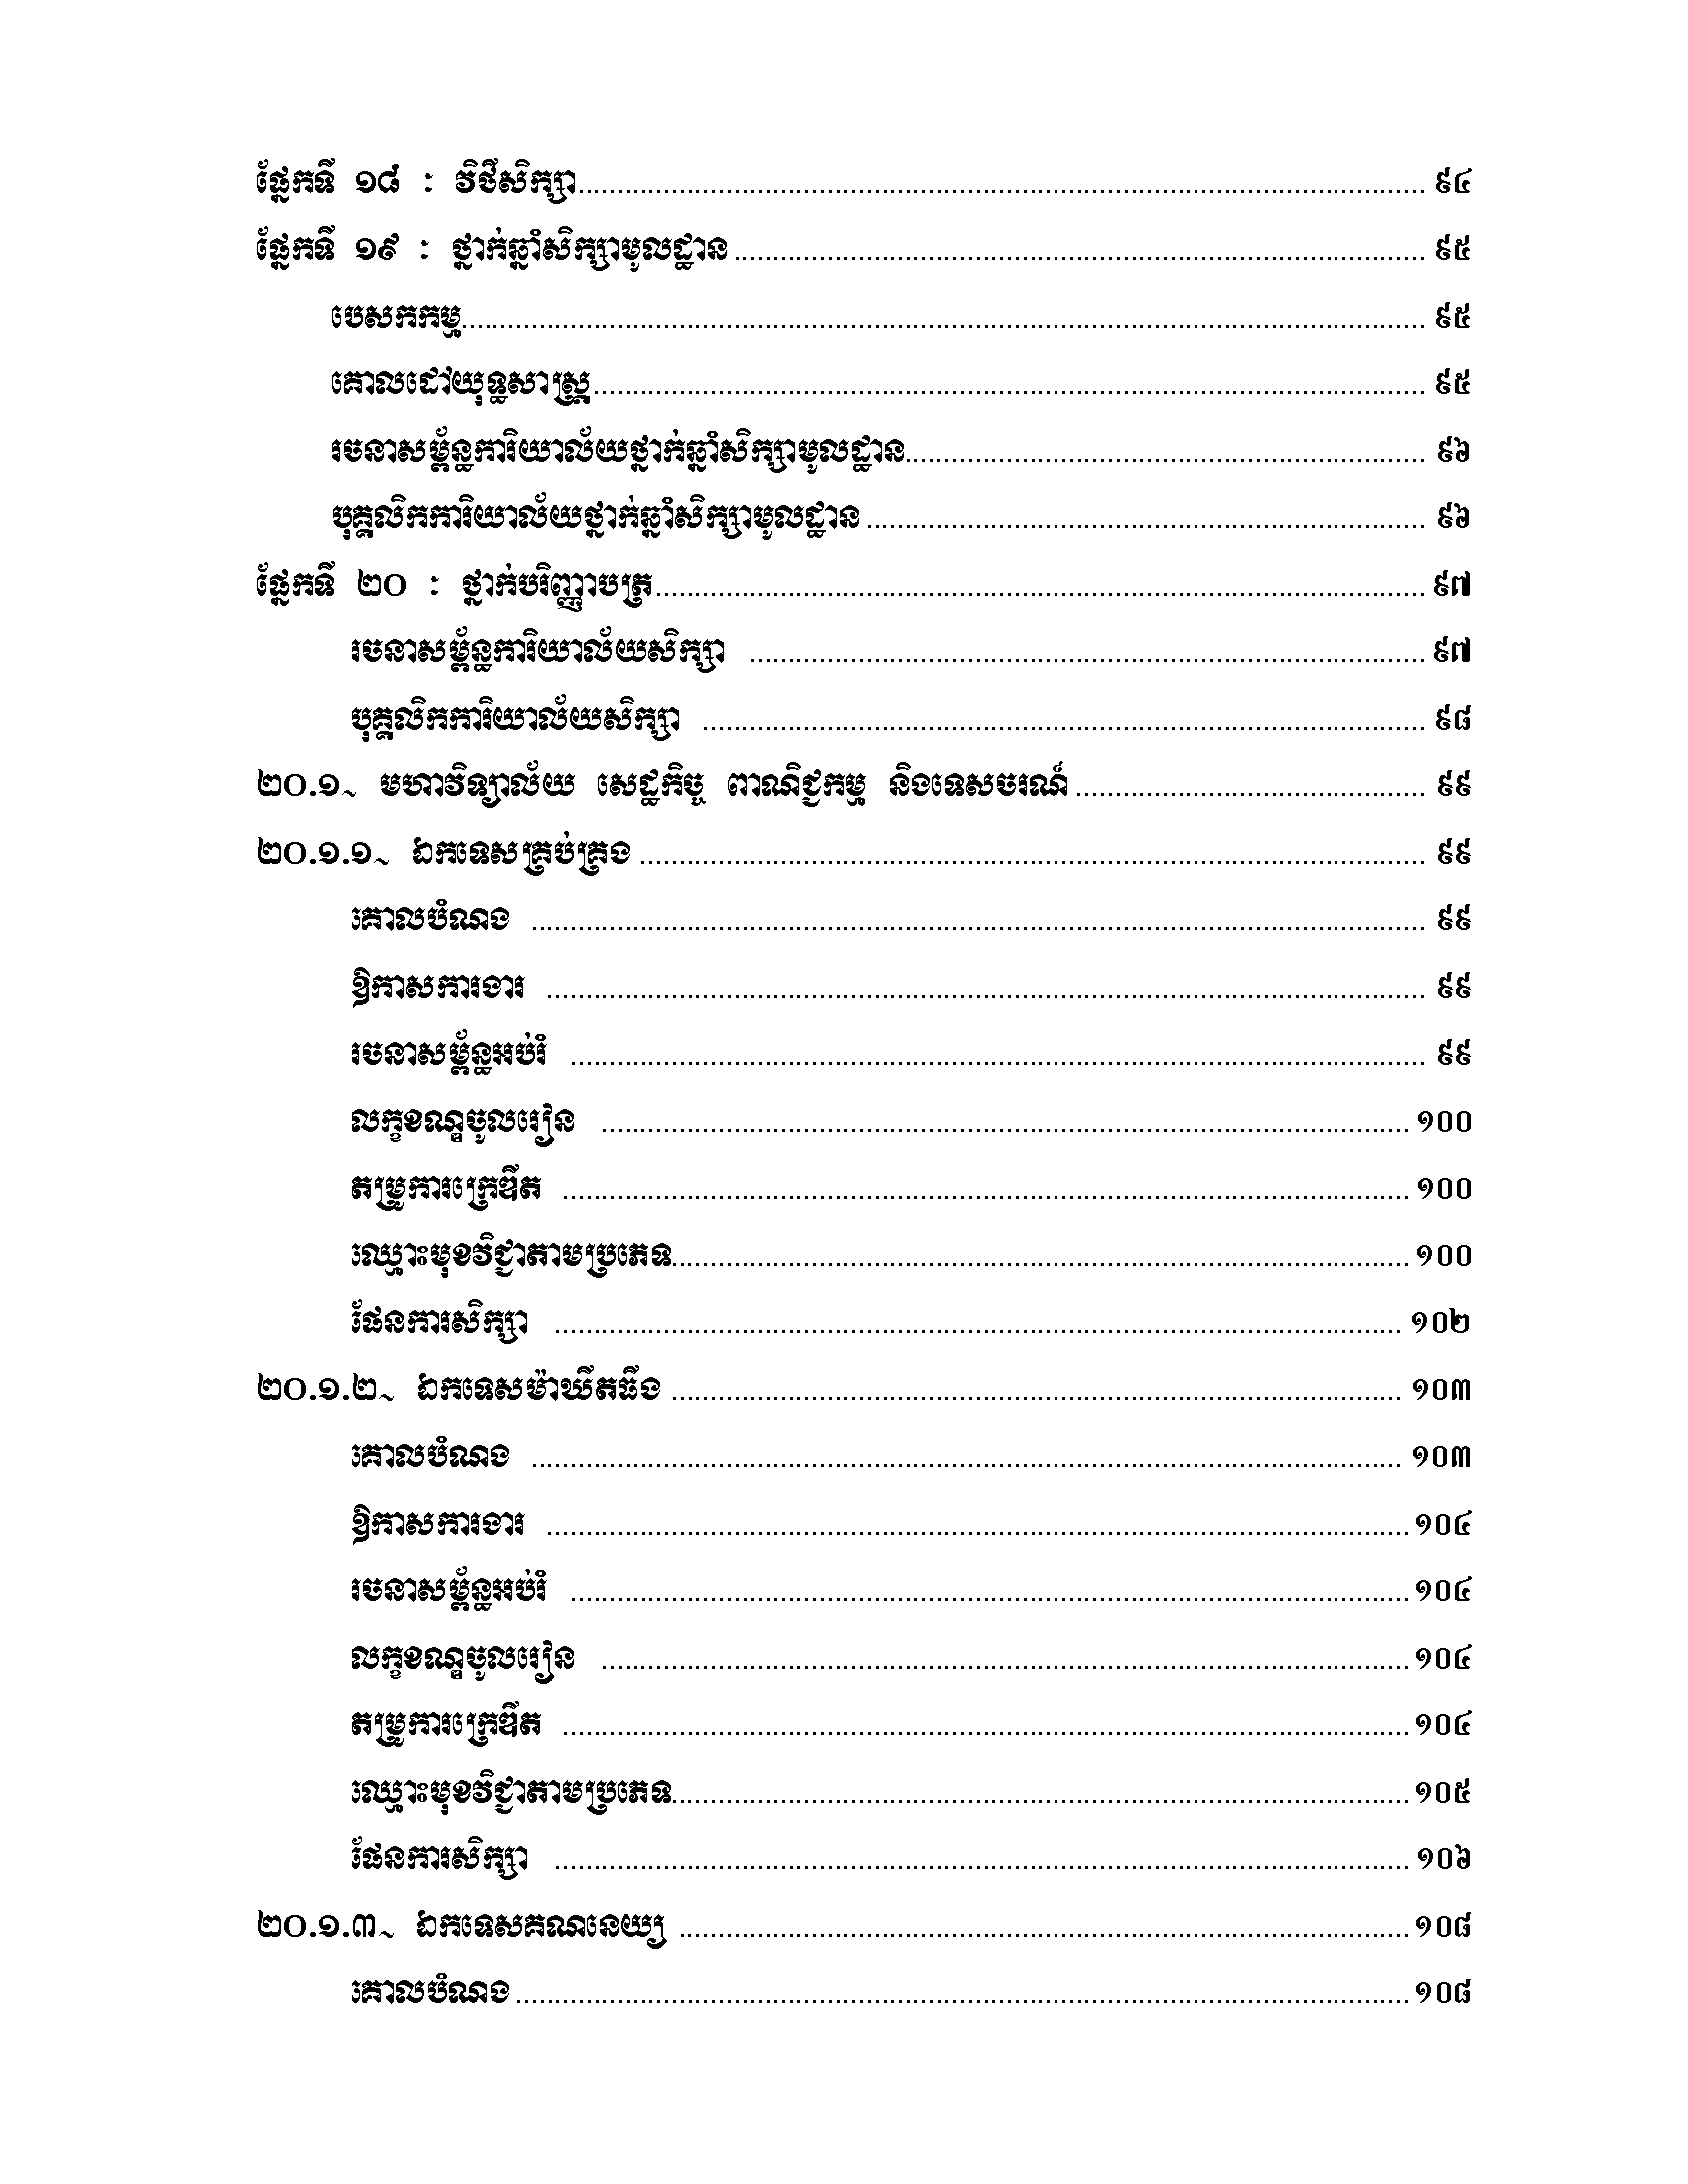 ផ្នែកទី ១៨ : វិថីសិក្សា........................ ៩៤
ផ្នែកទី ១៩ : ថ្នាក់ឆ្នាំសិក្សាមូលដ្ឋាន........................ ៩៥
បេសកកម្ម........................ ៩៥
គោលដៅយុទ្ធសាស្ត្រ........................ ៩៥
រចនាសម្ព័ន្ធការិយាល័យថ្នាក់ឆ្នាំសិក្សាមូលដ្ឋាន........................ ៩៦
បុគ្គលិកការិយាល័យថ្នាក់ឆ្នាំសិក្សាមូលដ្ឋាន........................ ៩៦
ផ្នែកទី ២០ : ថ្នាក់បរិញ្ញាបត្រ........................ ៩៧
រចនាសម្ព័ន្ធការិយាល័យសិក្សា ........................ ៩៧
បុគ្គលិកការិយាល័យសិក្សា ........................ ៩៨
២០.១~ មហាវិទ្យាល័យ សេដ្ឋកិច្ច ពាណិជ្ជកម្ម និងទេសចរណ៍........................ ៩៩
២០.១.១~ ឯកទេសគ្រប់គ្រង ........................ ៩៩
គោលបំណង ........................ ៩៩
ឱកាសការងារ ........................ ៩៩
រចនាសម្ព័ន្ធអប់រំ ........................ ៩៩
លក្ខខណ្ឌចូលរៀន ........................ ១០០
តម្រូវការក្រេឌីត ........................ ១០០
ឈ្មោះមុខវិជ្ជាតាមប្រភេទ........................ ១០០
ផែនការសិក្សា ........................ ១០២
២០.១.២~ ឯកទេសម៉ាឃីតធីង ........................ ១០៣
គោលបំណង ........................ ១០៣
ឱកាសការងារ ........................ ១០៤
រចនាសម្ព័ន្ធអប់រំ ........................ ១០៤
លក្ខខណ្ឌចូលរៀន ........................ ១០៤
តម្រូវការក្រេឌីត ........................ ១០៤
ឈ្មោះមុខវិជ្ជាតាមប្រភេទ........................ ១០៥
ផែនការសិក្សា ........................ ១០៦
២០.១.៣~ ឯកទេសគណនេយ្យ ........................ ១០៨
គោលបំណង........................ ១០៨